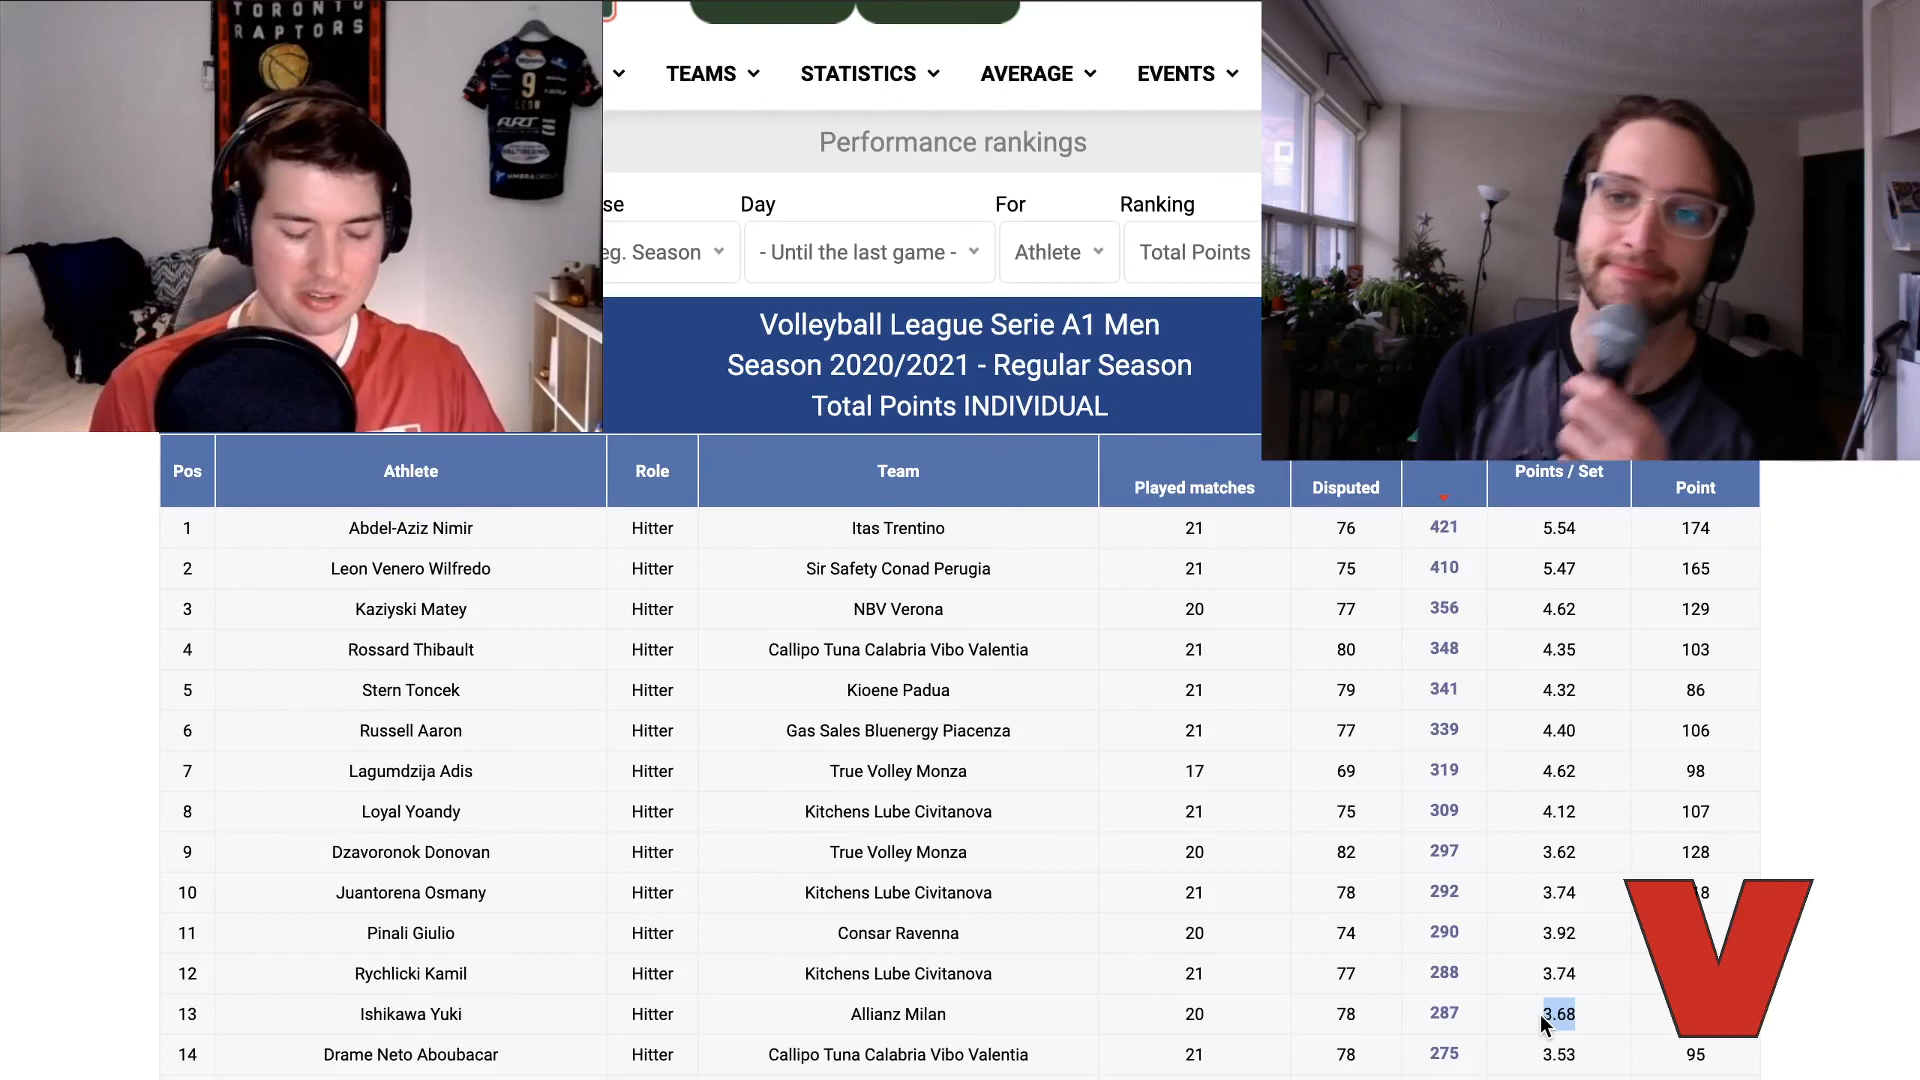 TORONTO
RAPTORS
9
LEON
ART
TEAMS
STATISTICS
AVERAGE
EVENTS
Performance rankings
se
Day
For
Ranking
eg. Season
- Until the last game -
Athlete
Total Points
Volleyball League Serie A1 Men
Season 2020/2021 - Regular Season
Total Points INDIVIDUAL
Pos Athlete Role Team Played matches Disputed Points / Set Point
1 Abdel-Aziz Nimir Hitter Itas Trentino 21 76 421 5.54 174
2 Leon Venero Wilfredo Hitter Sir Safety Conad Perugia 21 75 410 5.47 165
3 Kaziyski Matey Hitter NBV Verona 20 77 356 4.62 129
4 Rossard Thibault Hitter Callipo Tuna Calabria Vibo Valentia 21 80 348 4.35 103
5 Stern Toncek Hitter Kioene Padua 21 79 341 4.32 86
6 Russell Aaron Hitter Gas Sales Bluenergy Piacenza 21 77 339 4.40 106
7 Lagumdzija Adis Hitter True Volley Monza 17 69 319 4.62 98
8 Loyal Yoandy Hitter Kitchens Lube Civitanova 21 75 309 4.12 107
9 Dzavoronok Donovan Hitter True Volley Monza 20 82 297 3.62 128
10 Juantorena Osmany Hitter Kitchens Lube Civitanova 21 78 292 3.74 8
11 Pinali Giulio Hitter Consar Ravenna 20 74 290 3.92
12 Rychlicki Kamil Hitter Kitchens Lube Civitanova 21 77 288 3.74
13 Ishikawa Yuki Hitter Allianz Milan 20 78 287 3.68
14 Drame Neto Aboubacar Hitter Callipo Tuna Calabria Vibo Valentia 21 78 275 3.53 95
V